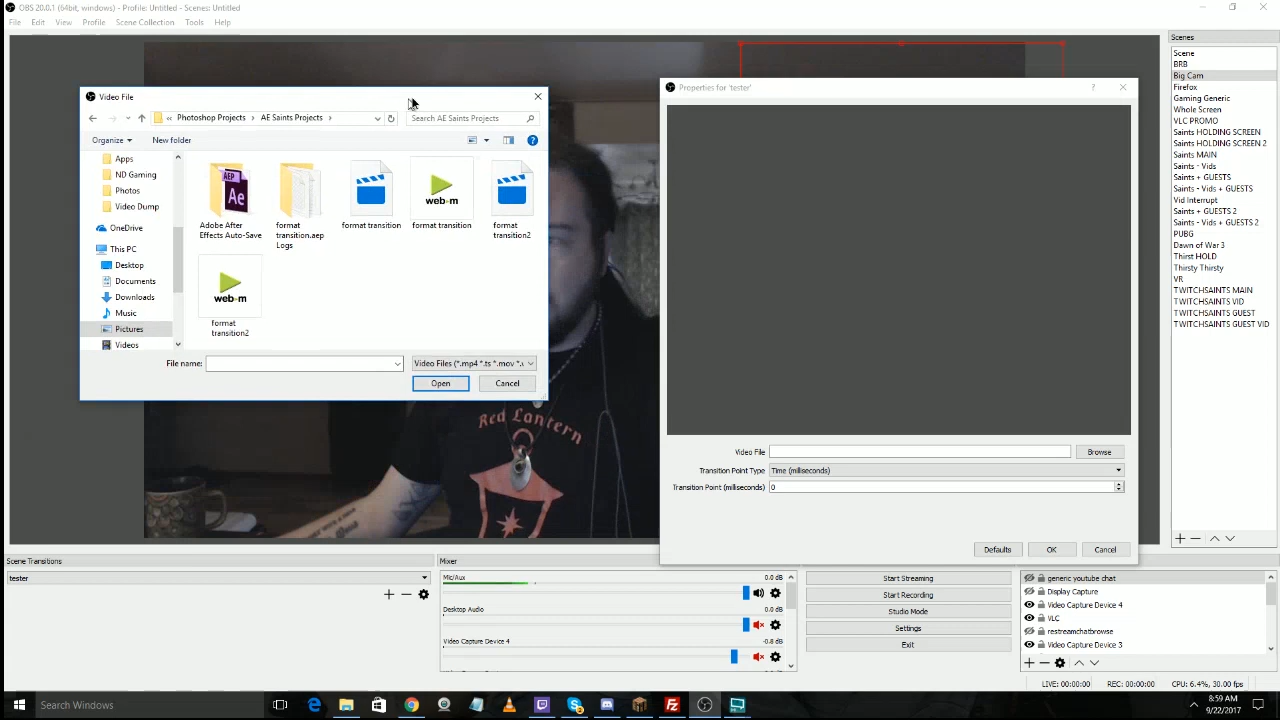 OBS 20.0.1 (64bit, windows) - Profile: Untitled - Scenes: Untitled
File Edit View Profile Scene Collection Tools Help
Video File
« Photoshop Projects › AE Saints Projects ›
Search AE Saints Projects
Organize
New folder
Apps
ND Gaming
Photos
Video Dump
OneDrive
This PC
Desktop
Documents
Downloads
Music
Pictures
Videos
AEP
Ae
Adobe After
Effects Auto-Save
format
transition.aep
Logs
format transition
web-m
format transition
format
transition2
web-m
format
transition2
File name:
Video Files (*.mp4 *.ts *.mov *.
Open
Cancel
Red Lantern
Properties for 'tester'
Video File
Browse
Transition Point Type
Time (milliseconds)
Transition Point (milliseconds)
0
Defaults
OK
Cancel
Scenes
Scene
BRB
Big Cam
Firefox
Gaming Generic
Whole Screen
VLC PROMO
Saints HOLDING SCREEN
Saints HOLDING SCREEN 2
Saints MAIN
Saints - Vids
Saints + GUESTS
Saints - Vids + GUESTS
Vid Interrupt
Saints + GUESTS 2
Saints - Vids + GUESTS 2
PUBG
Dawn of War 3
Thirst HOLD
Thirsty Thirsty
VR
TWITCHSAINTS MAIN
TWITCHSAINTS VID
TWITCHSAINTS GUEST
TWITCHSAINTS GUEST VID
Scene Transitions
tester
Mixer
Mic/Aux
0.0 dB
Desktop Audio
0.0 dB
Video Capture Device 4
-0.8 dB
Start Streaming
Start Recording
Studio Mode
Settings
Exit
generic youtube chat
Display Capture
Video Capture Device 4
VLC
restreamchatbrowse
Video Capture Device 3
LIVE: 00:00:00
REC: 00:00:00
CPU: 6.4%, 30.00 fps
Search Windows
8:59 AM
9/22/2017